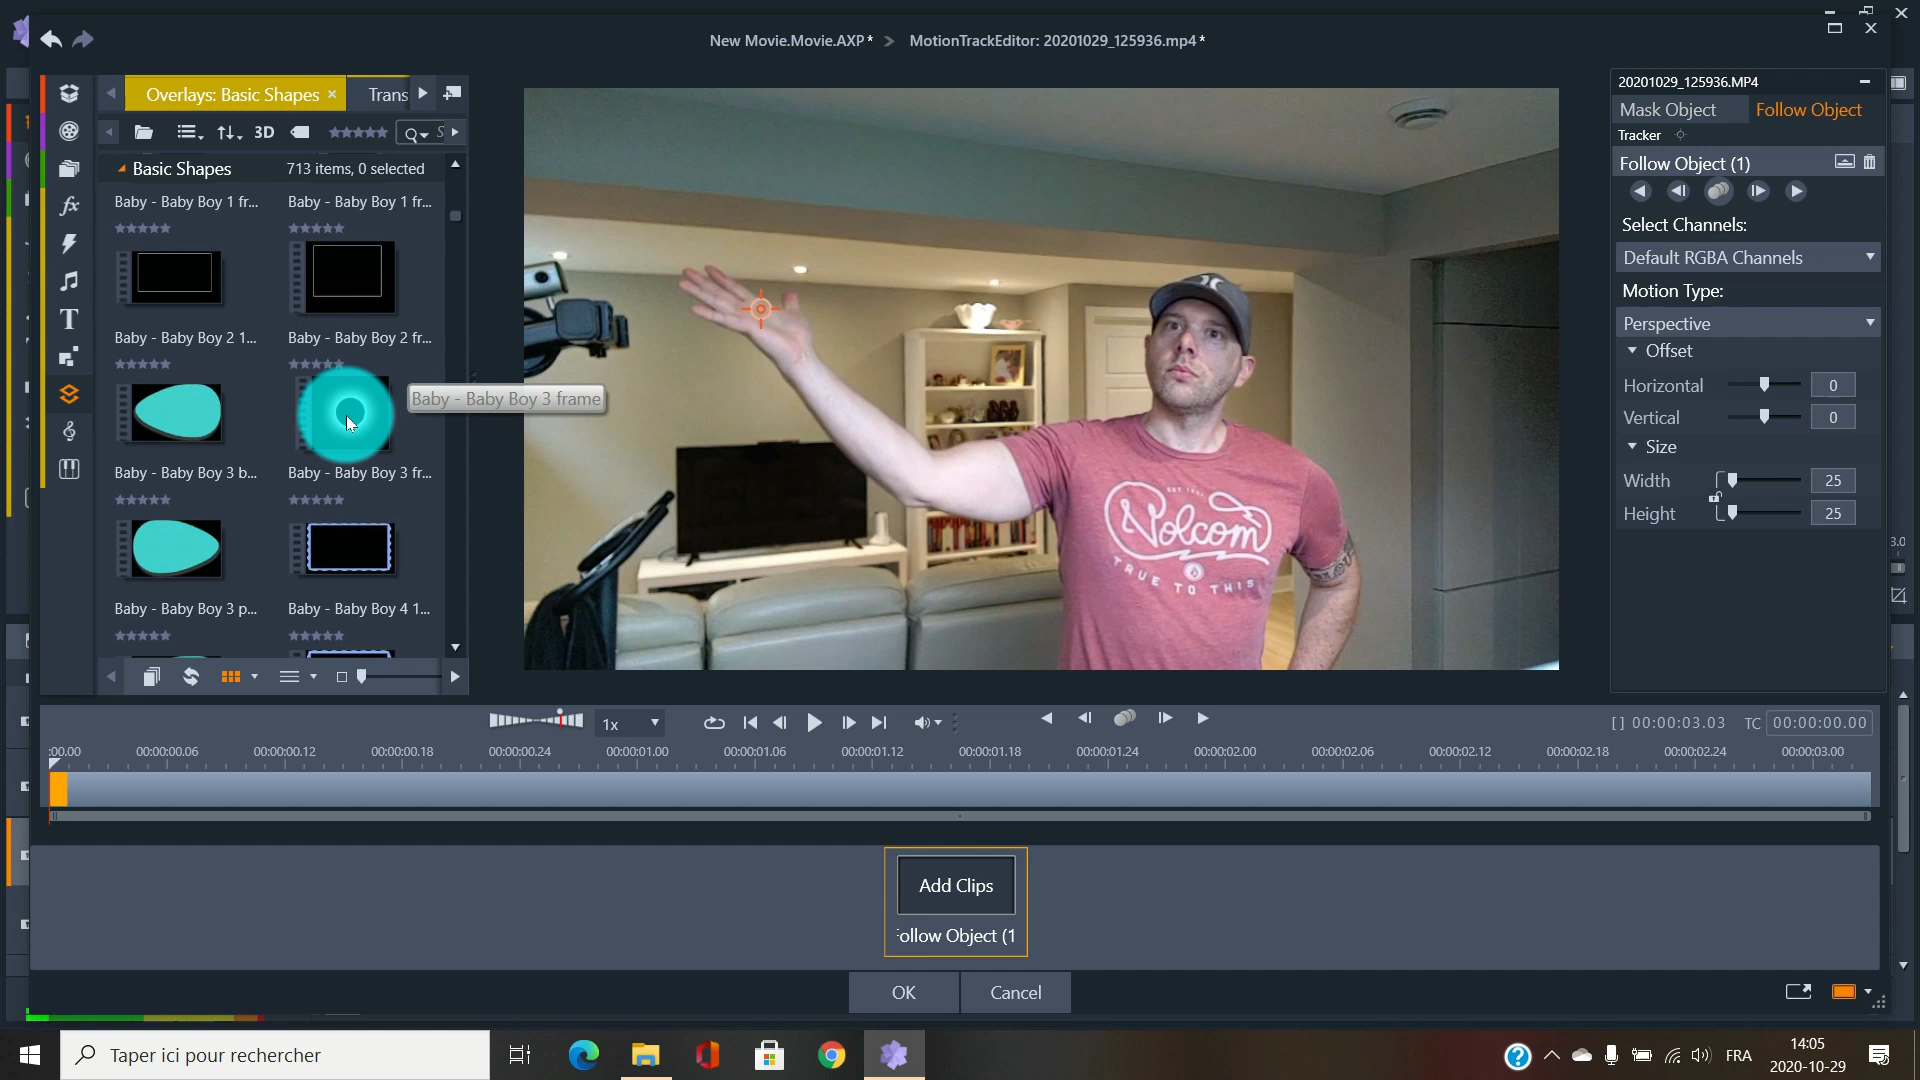 New Movie.Movie.AXP* > MotionTrackEditor: 20201029_125936.mp4*
Overlays: Basic Shapes × Trans
3D
S
Basic Shapes 713 items, 0 selected
Baby - Baby Boy 1 fr... Baby - Baby Boy 1 fr...
Baby - Baby Boy 2 1... Baby - Baby Boy 2 fr...
Baby - Baby Boy 3 frame
Baby - Baby Boy 3 b... Baby - Baby Boy 3 fr...
Baby - Baby Boy 3 p... Baby - Baby Boy 4 1...
Volcom
TRUE TO THIS
20201029_125936.MP4
Mask Object Follow Object
Tracker
Follow Object (1)
Select Channels:
Default RGBA Channels
Motion Type:
Perspective
Offset
Horizontal 0
Vertical 0
Size
Width 25
Height 25
3.0
1x
[] 00:00:03.03 TC 00:00:00.00
:00.00 00:00:00.06 00:00:00.12 00:00:00.18 00:00:00.24 00:00:01.00 00:00:01.06 00:00:01.12 00:00:01.18 00:00:01.24 00:00:02.00 00:00:02.06 00:00:02.12 00:00:02.18 00:00:02.24 00:00:03.00
Add Clips
ollow Object (1
OK Cancel
Taper ici pour rechercher
FRA
14:05
2020-10-29